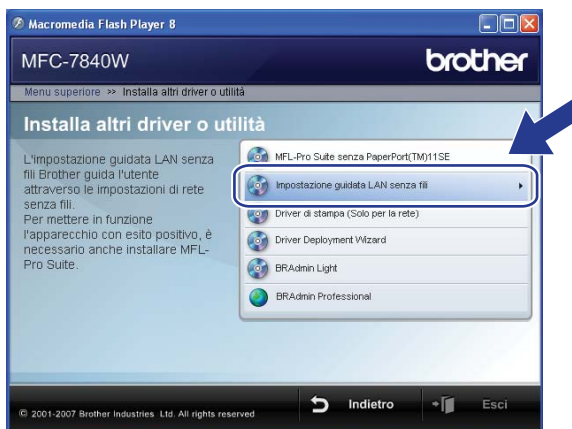 Macromedia Flash Player 8
MFC-7840W
brother
Menu superiore >> Installa altri driver o utilità
Installa altri driver o utilità
L'impostazione guidata LAN senza
fili Brother guida l'utente
attraverso le impostazioni di rete
senza fili.
Per mettere in funzione
l'apparecchio con esito positivo, è
necessario anche installare MFL-
Pro Suite.
MFL-Pro Suite senza PaperPort(TM)11SE
Impostazione guidata LAN senza fili
Driver di stampa (Solo per la rete)
Driver Deployment Wizard
BRAdmin Light
BRAdmin Professional
© 2001-2007 Brother Industries Ltd. All rights reserved
Indietro
Esci